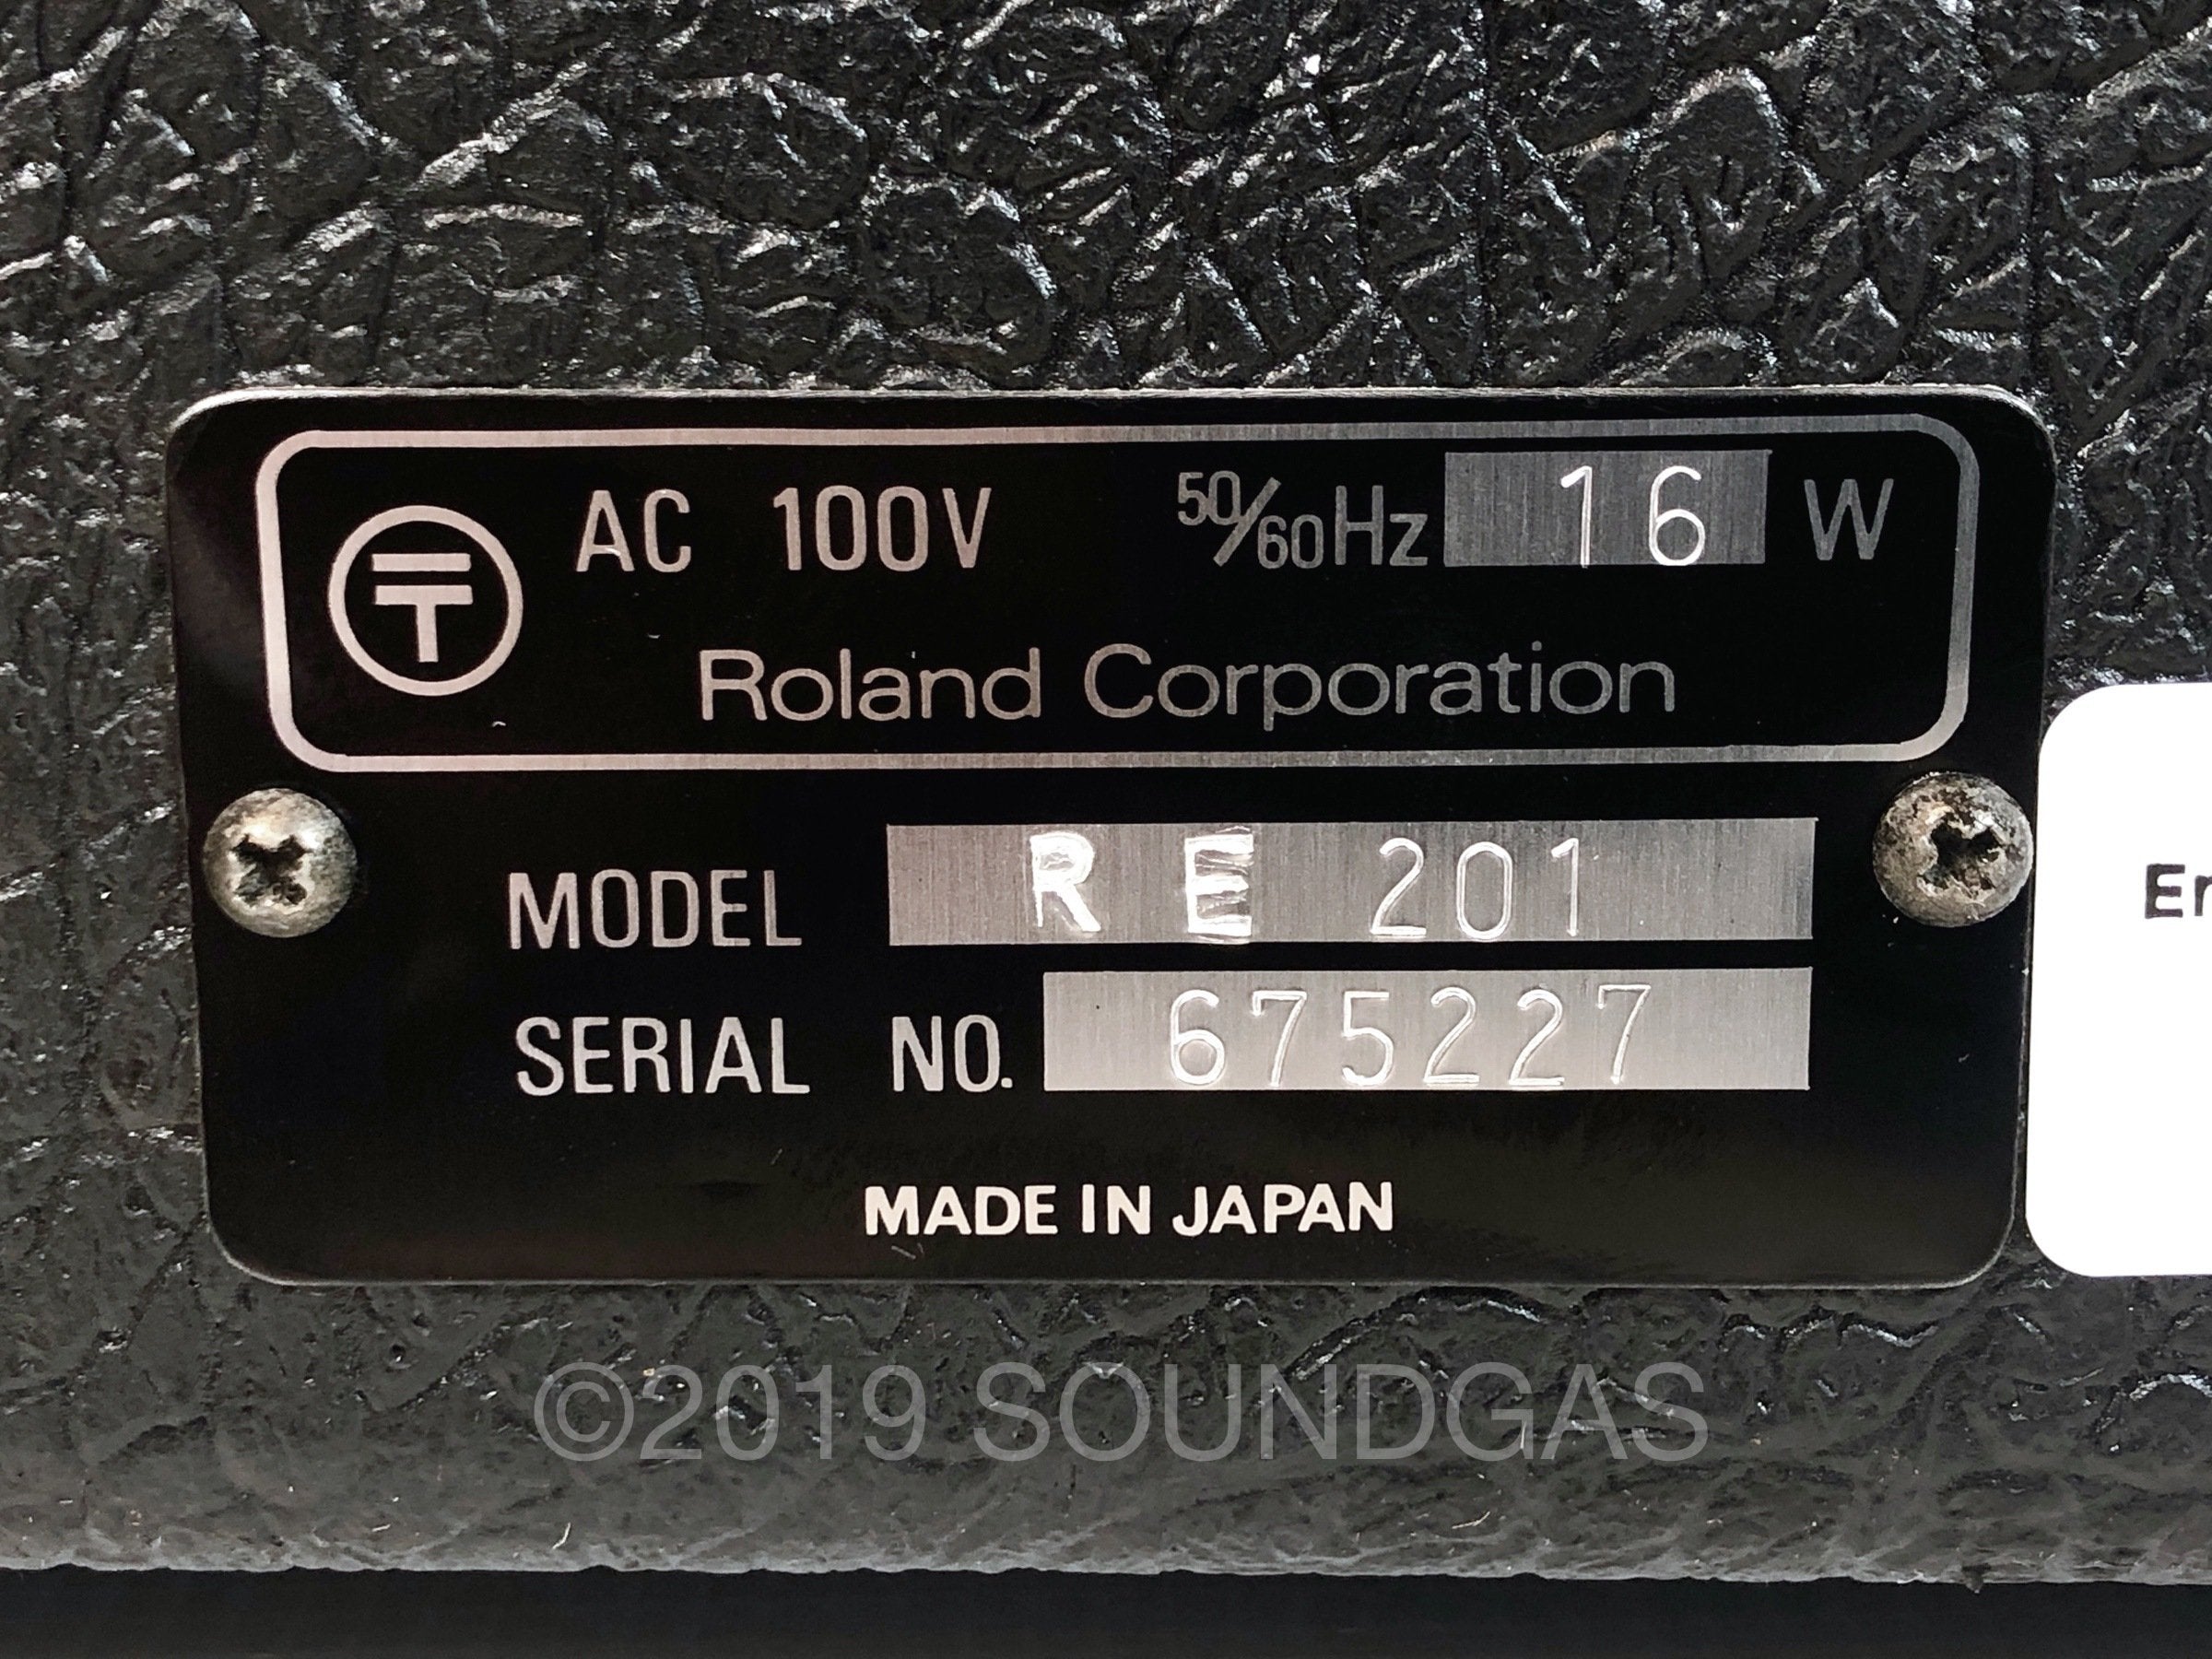 〒 AC 100V 50/60Hz 16 W
Roland Corporation
MODEL RE 201
SERIAL NO. 675227
MADE IN JAPAN
©2019 SOUNDGAS